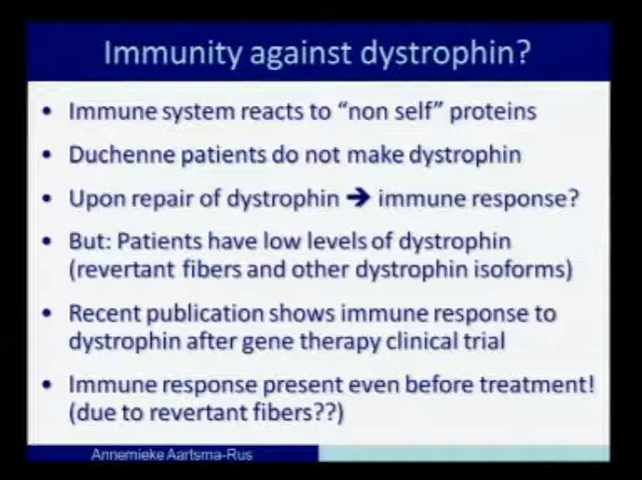 Immunity against dystrophin?
• Immune system reacts to “non self” proteins
• Duchenne patients do not make dystrophin
• Upon repair of dystrophin ➔ immune response?
• But: Patients have low levels of dystrophin
(revertant fibers and other dystrophin isoforms)
• Recent publication shows immune response to
dystrophin after gene therapy clinical trial
• Immune response present even before treatment!
(due to revertant fibers??)
Annemieke Aartsma-Rus